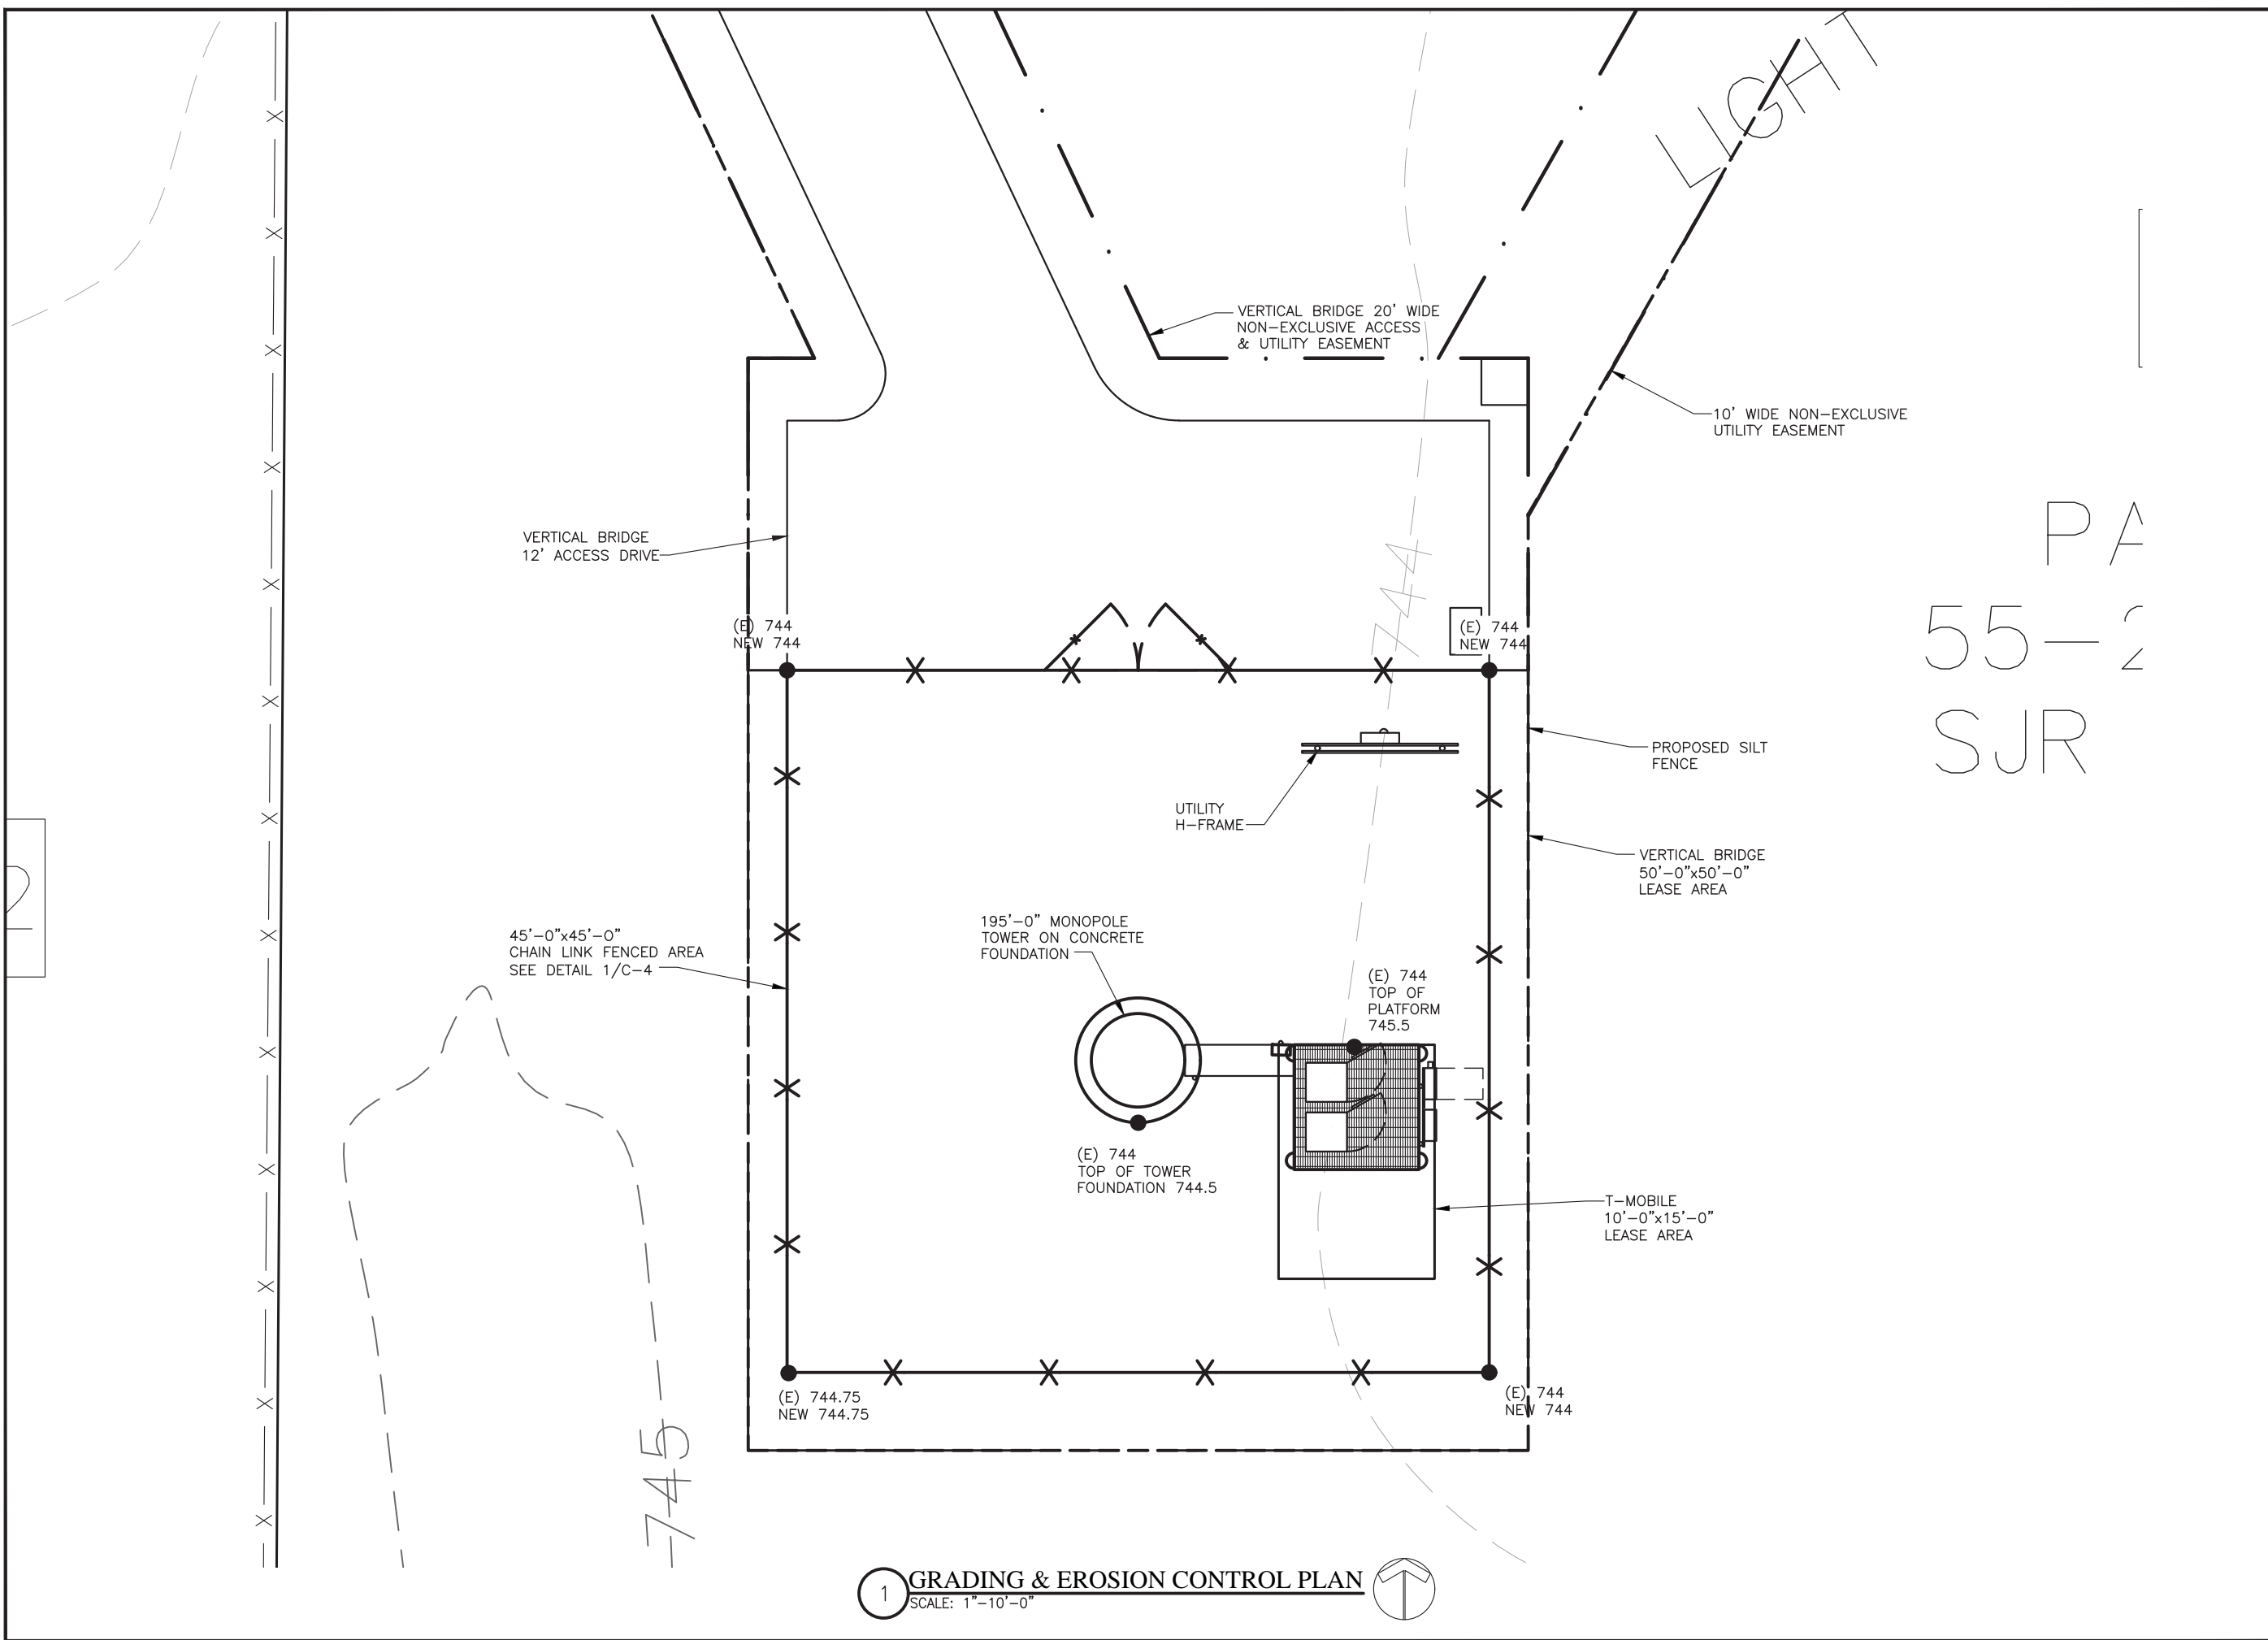 LIGHT
VERTICAL BRIDGE 20' WIDE
NON-EXCLUSIVE ACCESS
& UTILITY EASEMENT
10' WIDE NON-EXCLUSIVE
UTILITY EASEMENT
VERTICAL BRIDGE
12' ACCESS DRIVE
744
PA
55-2
SJR
(E) 744
NEW 744
(E) 744
NEW 744
PROPOSED SILT
FENCE
UTILITY
H-FRAME
VERTICAL BRIDGE
50'-0"x50'-0"
LEASE AREA
2
45'-0"x45'-0"
CHAIN LINK FENCED AREA
SEE DETAIL 1/C-4
195'-0" MONOPOLE
TOWER ON CONCRETE
FOUNDATION
(E) 744
TOP OF
PLATFORM
745.5
(E) 744
TOP OF TOWER
FOUNDATION 744.5
T-MOBILE
10'-0"x15'-0"
LEASE AREA
(E) 744.75
NEW 744.75
(E) 744
NEW 744
745
1
GRADING & EROSION CONTROL PLAN
SCALE: 1"-10'-0"